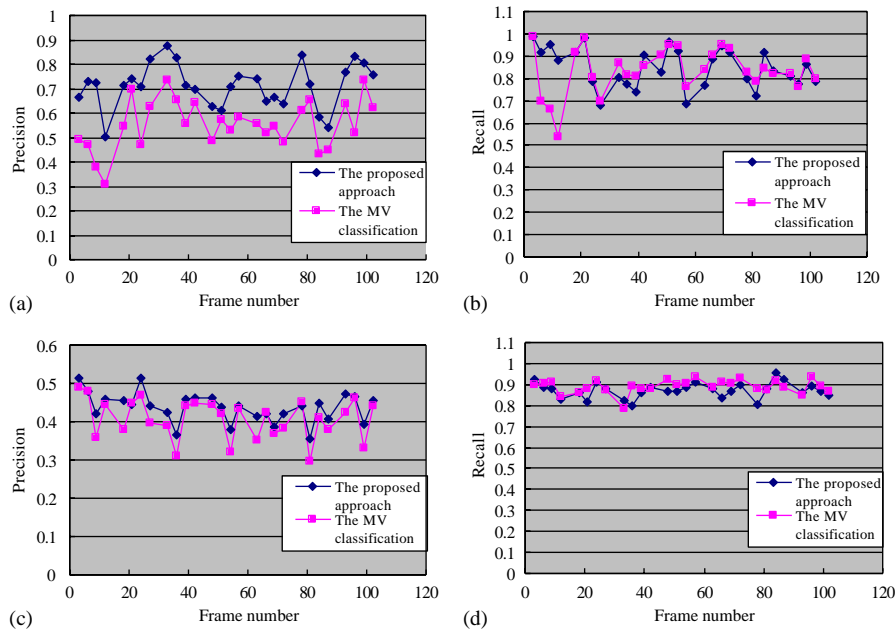 1
0.9
0.8
0.7
0.6
0.5
0.4
0.3
0.2
0.1
0 20 40 60 80 100 120
Precision
Frame number
The proposed
approach
The MV
classification
(a)
1.1
1
0.9
0.8
0.7
0.6
0.5
0.4
0.3
0.2
0.1
0
0 20 40 60 80 100 120
Recall
Frame number
The proposed
approach
The MV
classification
(b)
0.6
0.5
0.4
0.3
0.2
0.1
0
0 20 40 60 80 100 120
Precision
Frame number
The proposed
approach
The MV
classification
(c)
1.1
1
0.9
0.8
0.7
0.6
0.5
0.4
0.3
0.2
0.1
0
0 20 40 60 80 100 120
Recall
Frame number
The proposed
approach
The MV
classification
(d)